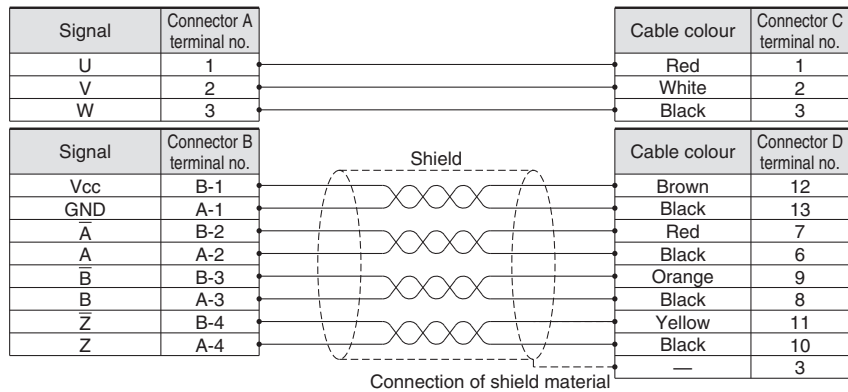 Signal Connector A terminal no. Cable colour Connector C terminal no.
U 1 Red 1
V 2 White 2
W 3 Black 3
Signal Connector B terminal no. Shield Cable colour Connector D terminal no.
Vcc B-1 Brown 12
GND A-1 Black 13
A̅ B-2 Red 7
A A-2 Black 6
B̅ B-3 Orange 9
B A-3 Black 8
Z̅ B-4 Yellow 11
Z A-4 Black 10
— 3
Connection of shield material